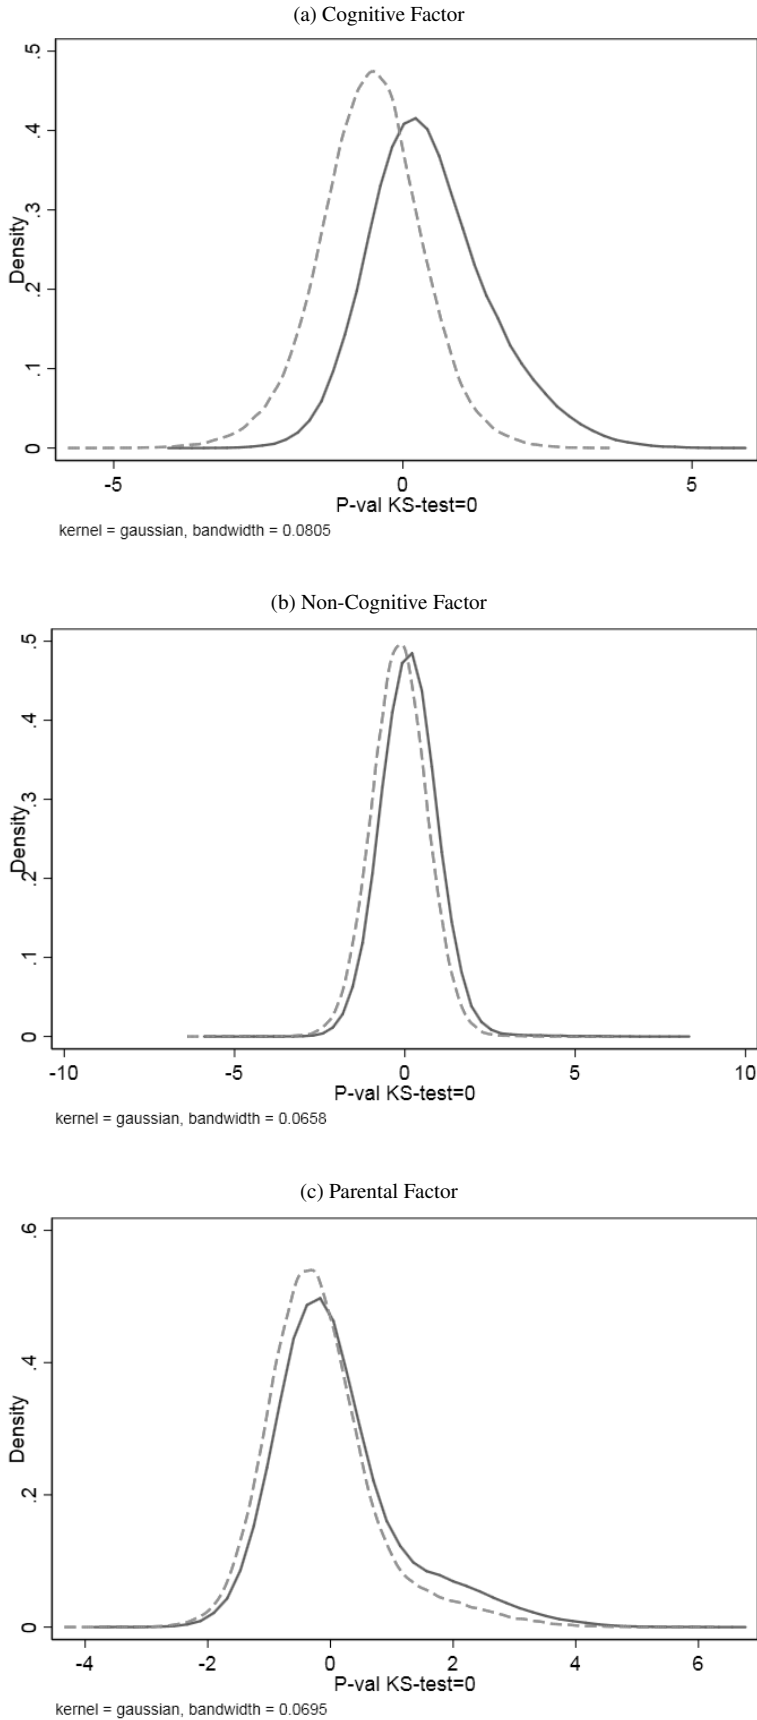 (a) Cognitive Factor
.5
.4
.3
.2
.1
0
Density
-5 0 5
P-val KS-test=0
kernel = gaussian, bandwidth = 0.0805
(b) Non-Cognitive Factor
.5
.4
.3
.2
.1
0
Density
-10 -5 0 5 10
P-val KS-test=0
kernel = gaussian, bandwidth = 0.0658
(c) Parental Factor
.6
.4
.2
0
Density
-4 -2 0 2 4 6
P-val KS-test=0
kernel = gaussian, bandwidth = 0.0695